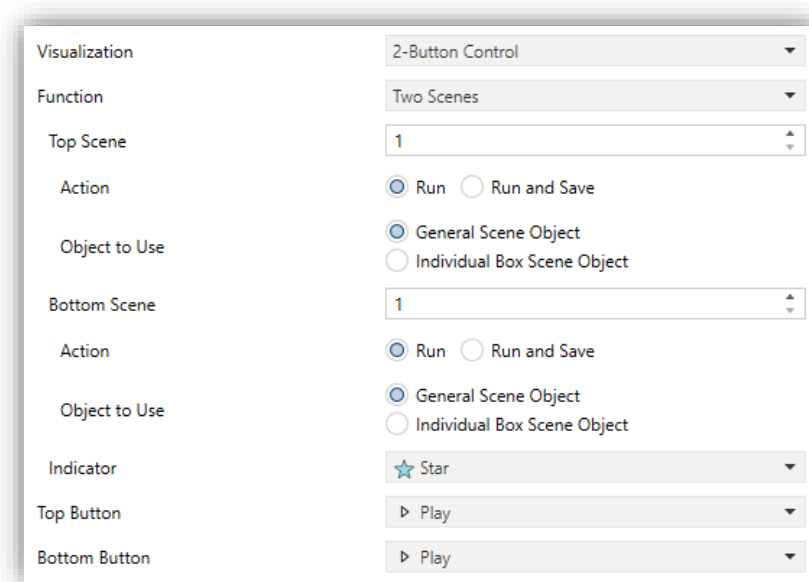 Visualization 2-Button Control
Function Two Scenes
Top Scene 1
Action Run Run and Save
General Scene Object
Object to Use
Individual Box Scene Object
Bottom Scene 1
Action Run Run and Save
General Scene Object
Object to Use
Individual Box Scene Object
Indicator Star
Top Button Play
Bottom Button Play